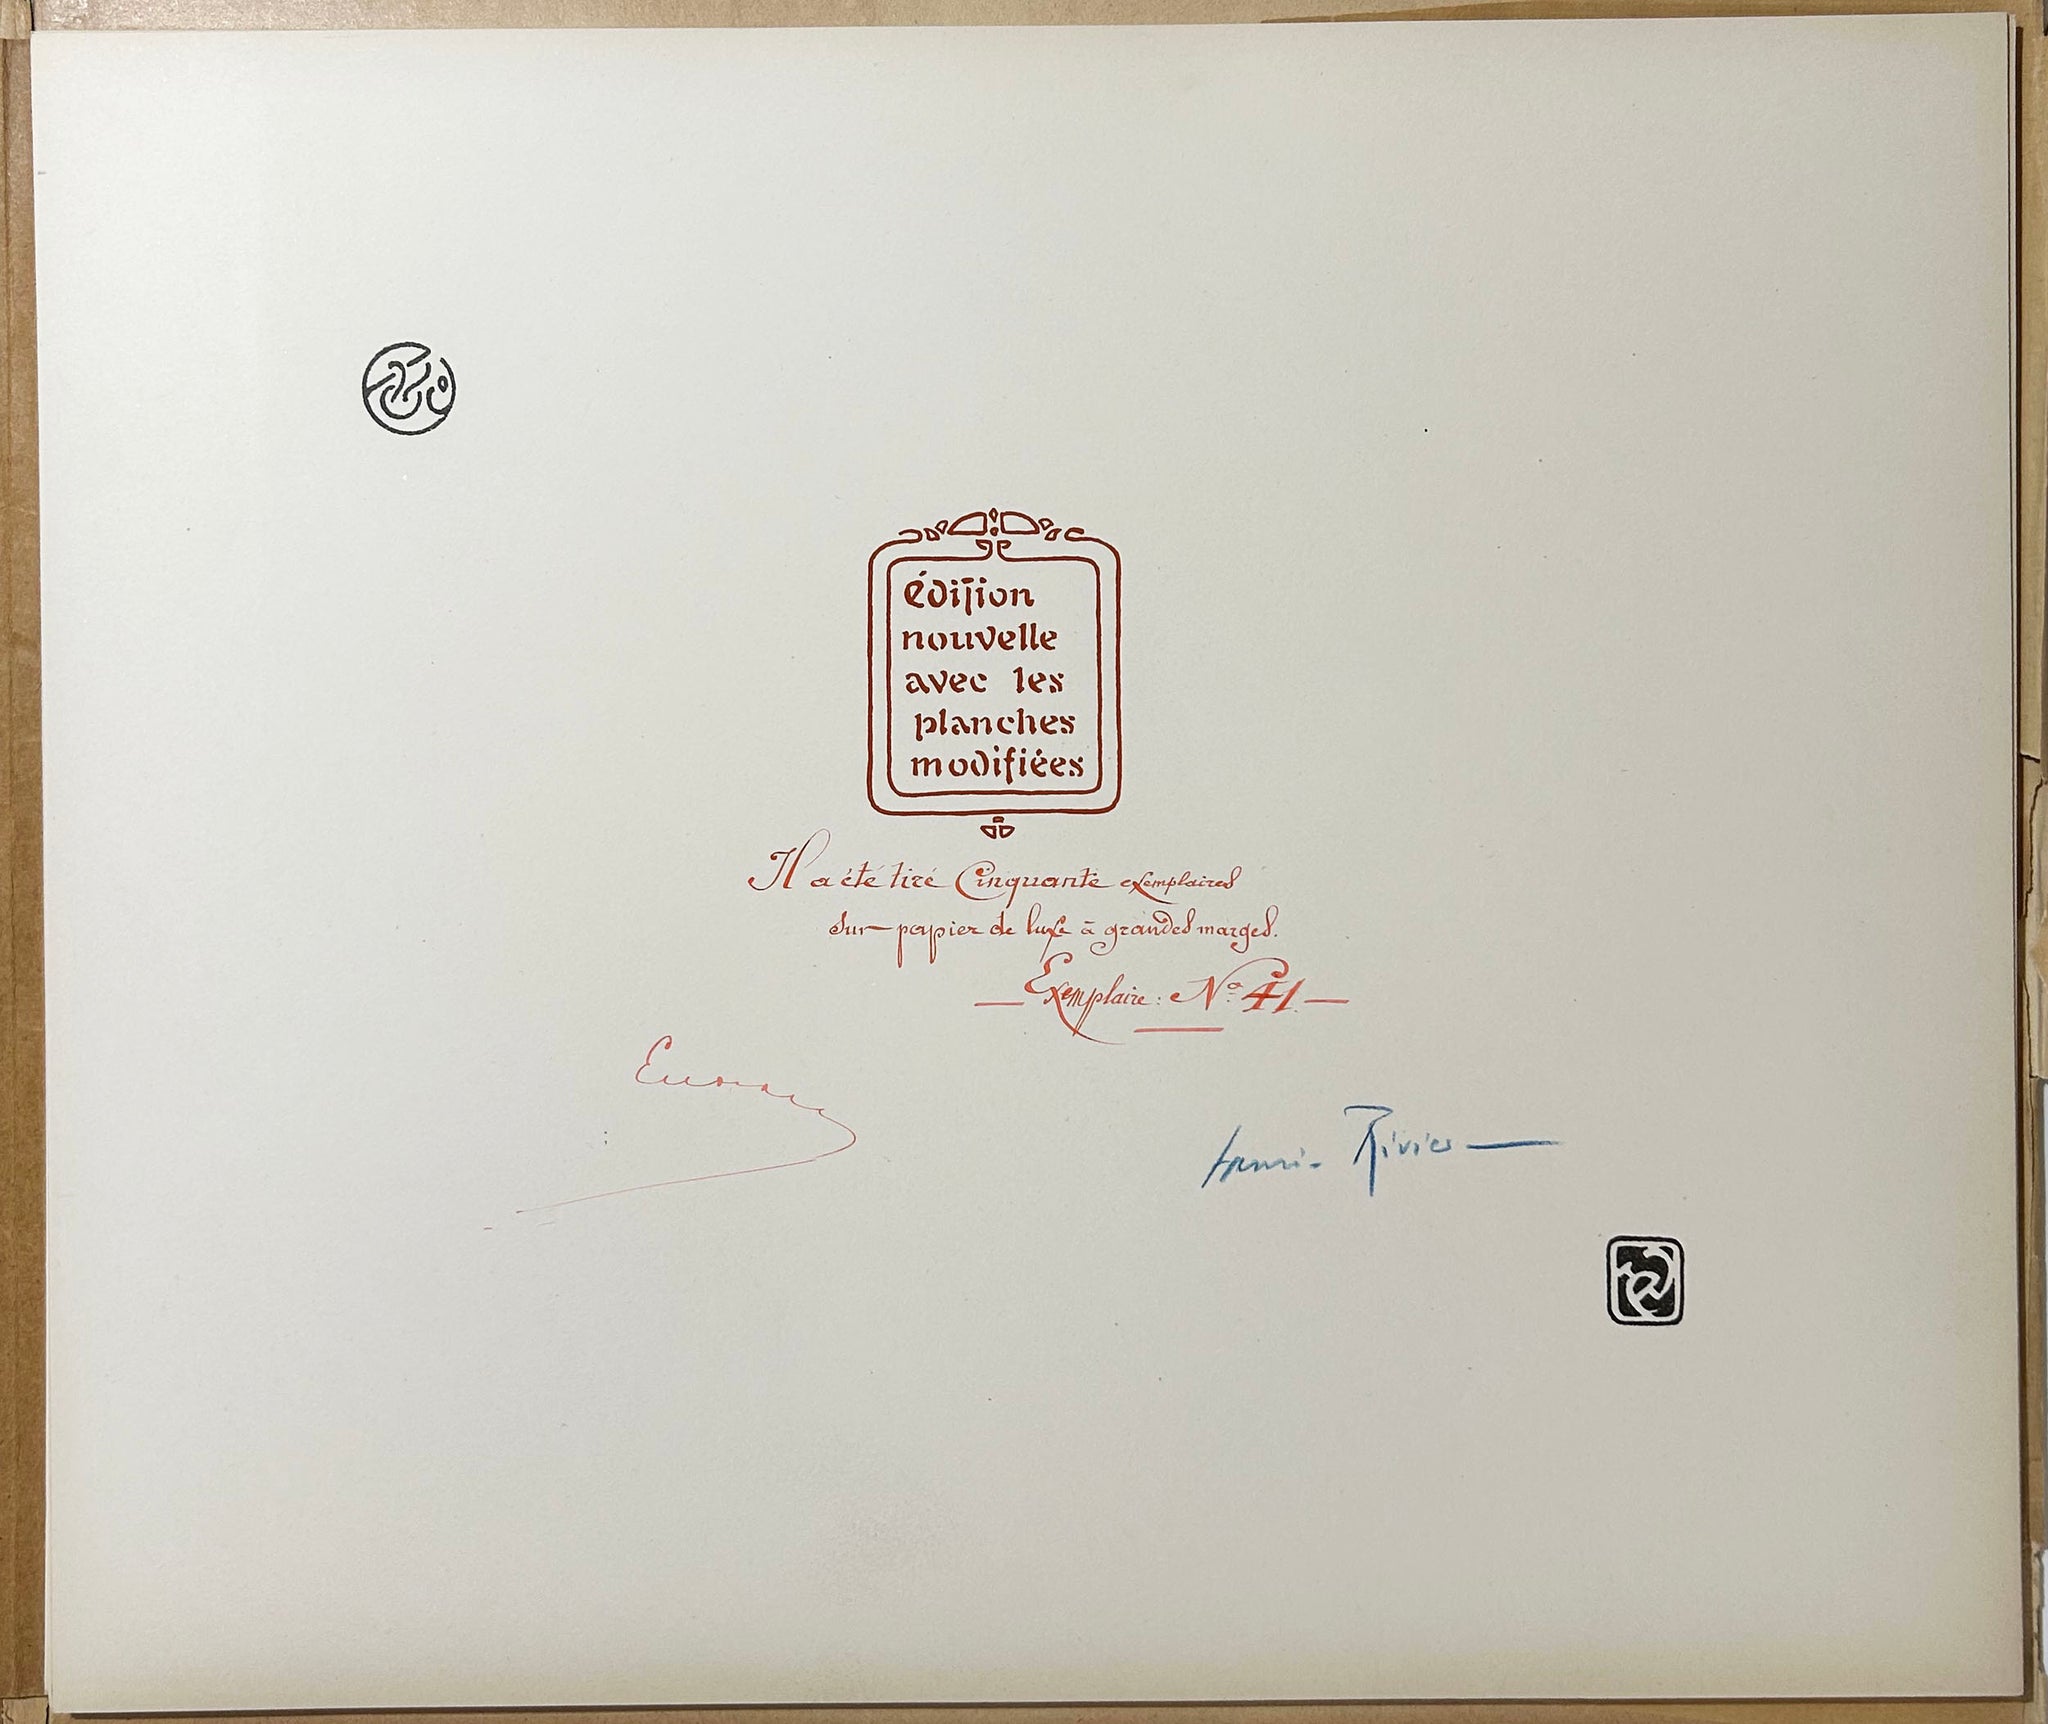 édition
nouvelle
avec les
planches
modifiées
Il a été tiré Cinquante exemplaires
sur papier de luxe à grandes marges.
Exemplaire: No. 41.
Henri Rivière